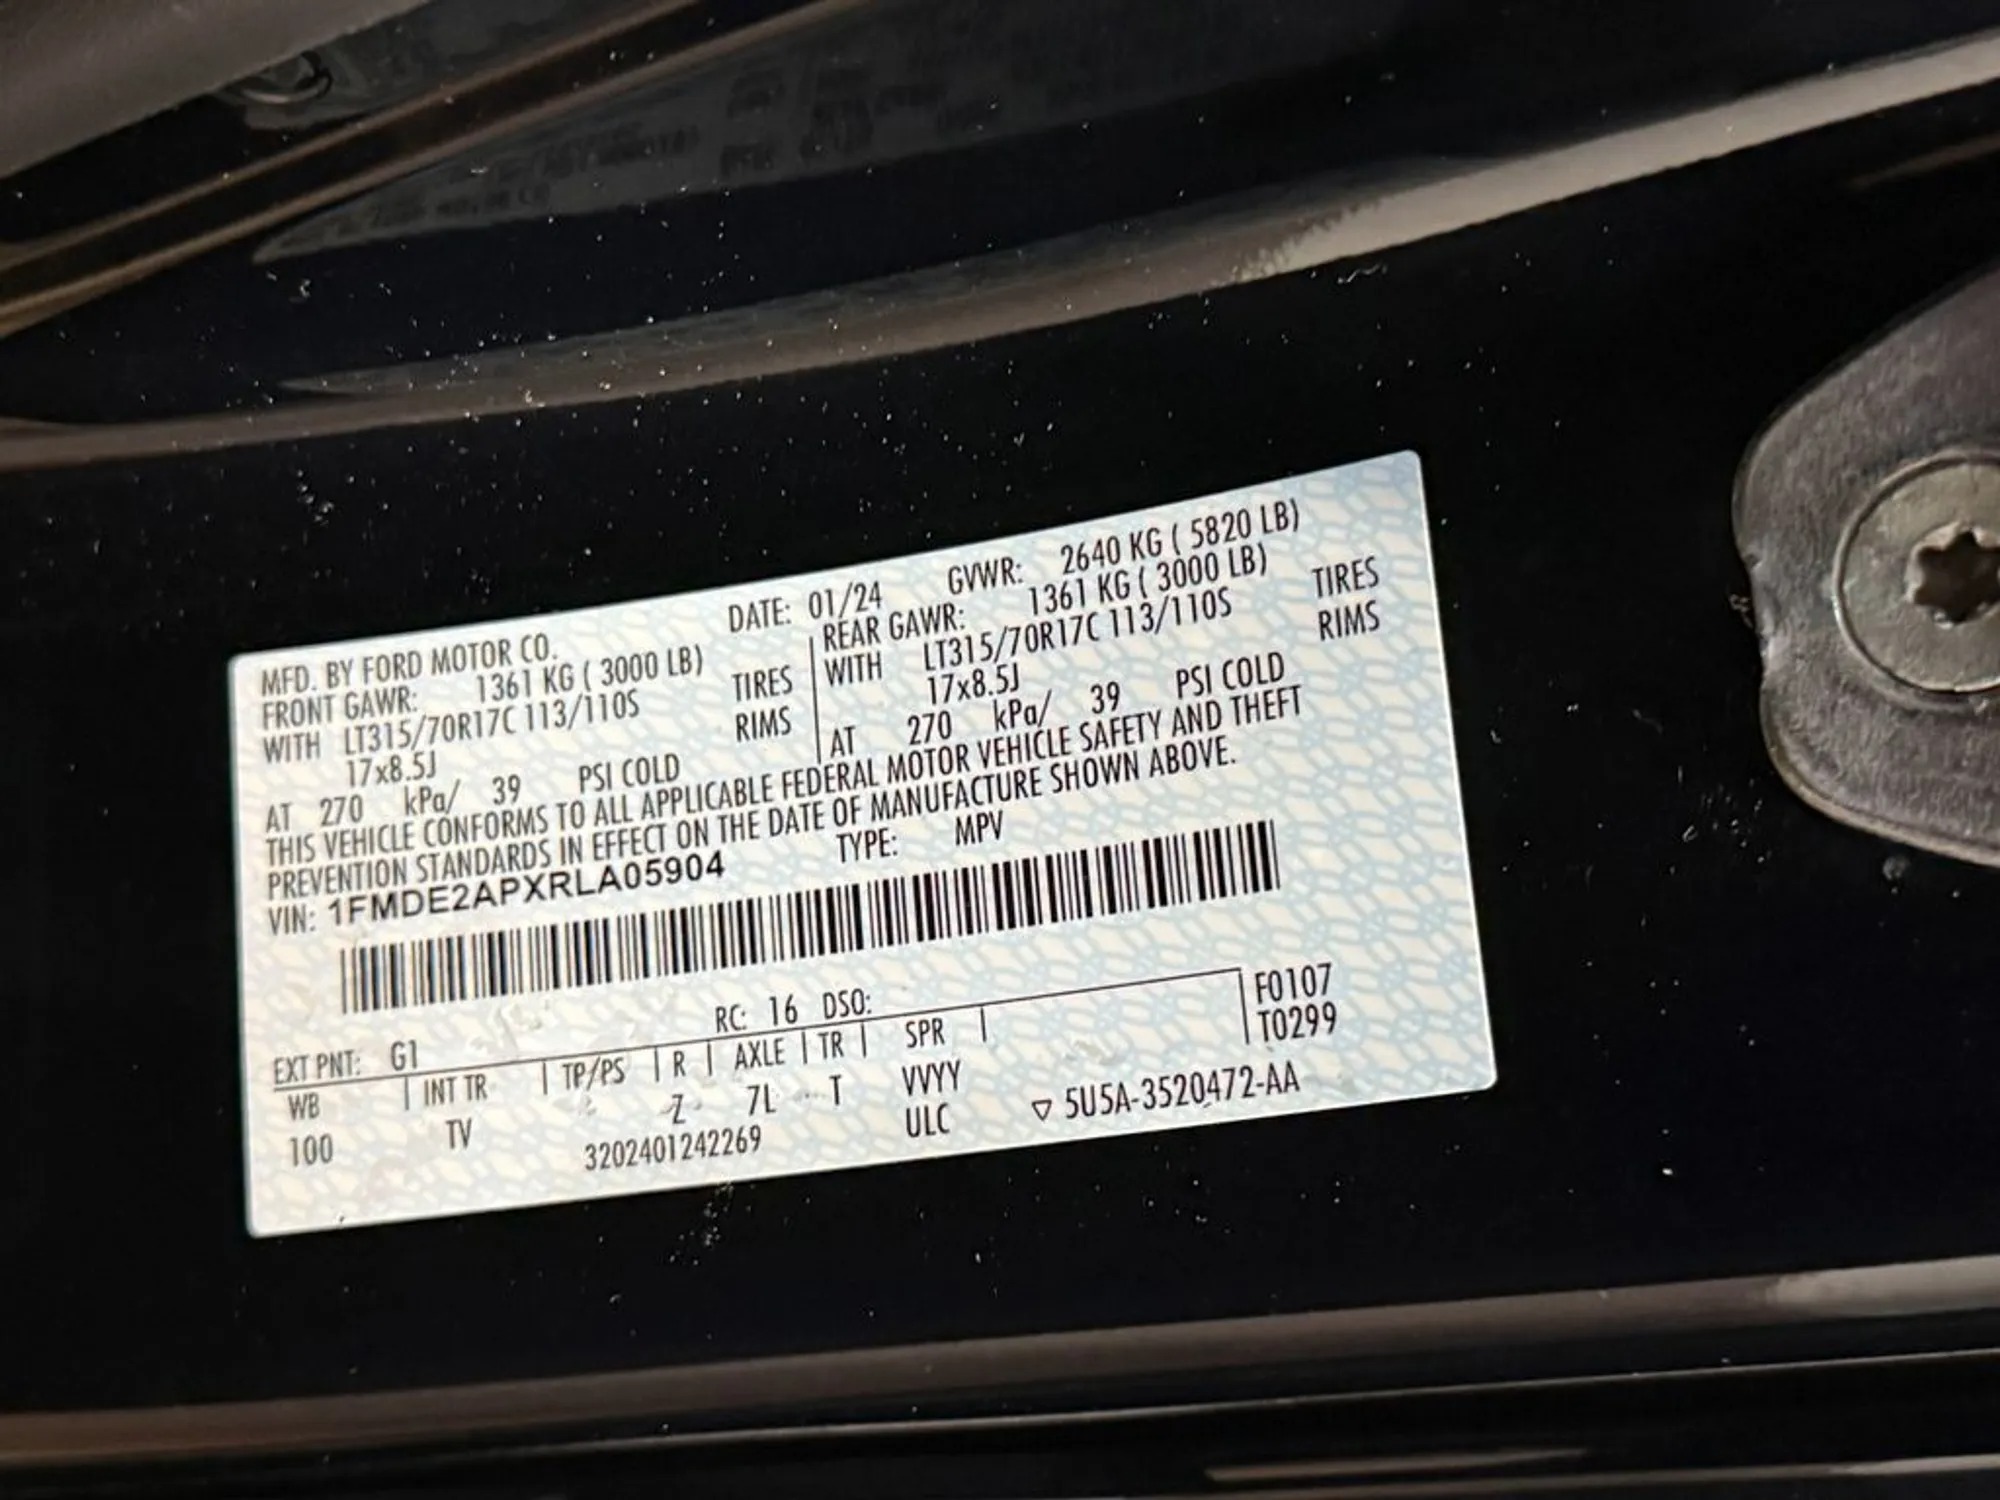 MFD. BY FORD MOTOR CO. DATE: 01/24 GVWR: 2640 KG ( 5820 LB)
FRONT GAWR: 1361 KG ( 3000 LB) REAR GAWR: 1361 KG ( 3000 LB)
WITH LT315/70R17C 113/110S TIRES WITH LT315/70R17C 113/110S TIRES
17x8.5J RIMS 17x8.5J RIMS
AT 270 kPa/ 39 PSI COLD AT 270 kPa/ 39 PSI COLD
THIS VEHICLE CONFORMS TO ALL APPLICABLE FEDERAL MOTOR VEHICLE SAFETY AND THEFT
PREVENTION STANDARDS IN EFFECT ON THE DATE OF MANUFACTURE SHOWN ABOVE.
VIN: 1FMDE2APXRLA05904 TYPE: MPV
EXT PNT: G1 RC: 16 DSO: F0107
WB INT TR TP/PS R AXLE TR SPR T0299
100 TV Z 7L T VVYY
3202401242269 ULC ▽ 5U5A-3520472-AA